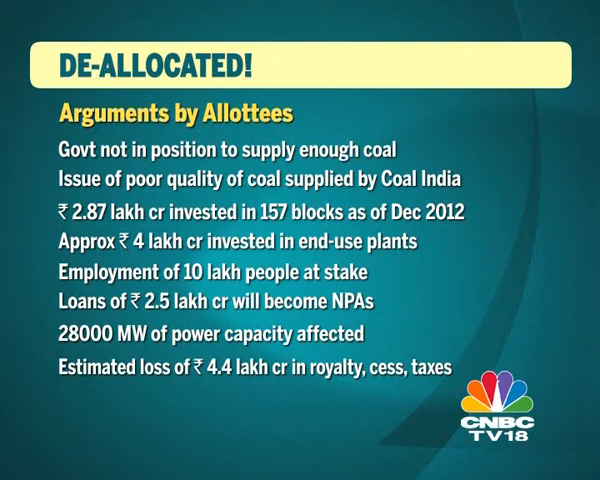 DE-ALLOCATED!
Arguments by Allottees
Govt not in position to supply enough coal
Issue of poor quality of coal supplied by Coal India
₹ 2.87 lakh cr invested in 157 blocks as of Dec 2012
Approx ₹ 4 lakh cr invested in end-use plants
Employment of 10 lakh people at stake
Loans of ₹ 2.5 lakh cr will become NPAs
28000 MW of power capacity affected
Estimated loss of ₹ 4.4 lakh cr in royalty, cess, taxes
CNBC
TV18